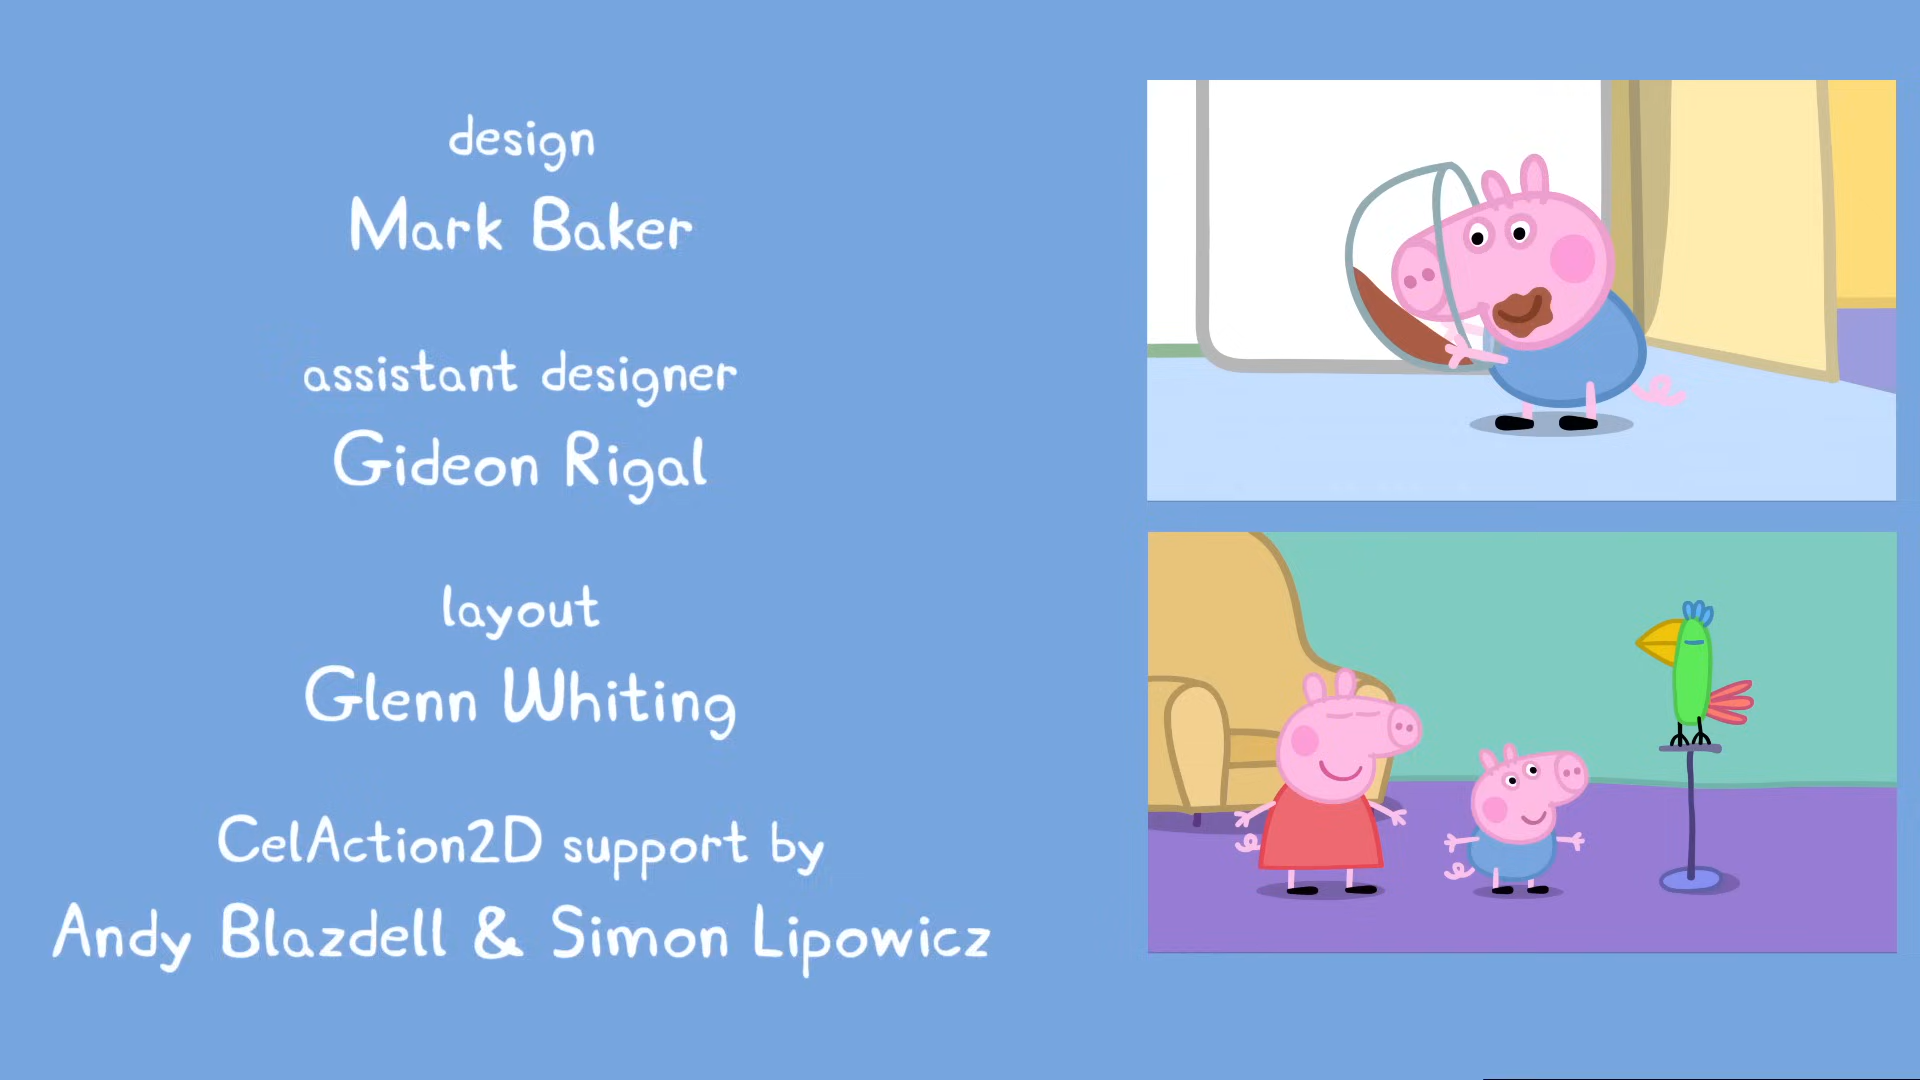 design
Mark Baker
assistant designer
Gideon Rigal
layout
Glenn Whiting
CelAction2D support by
Andy Blazdell & Simon Lipowicz